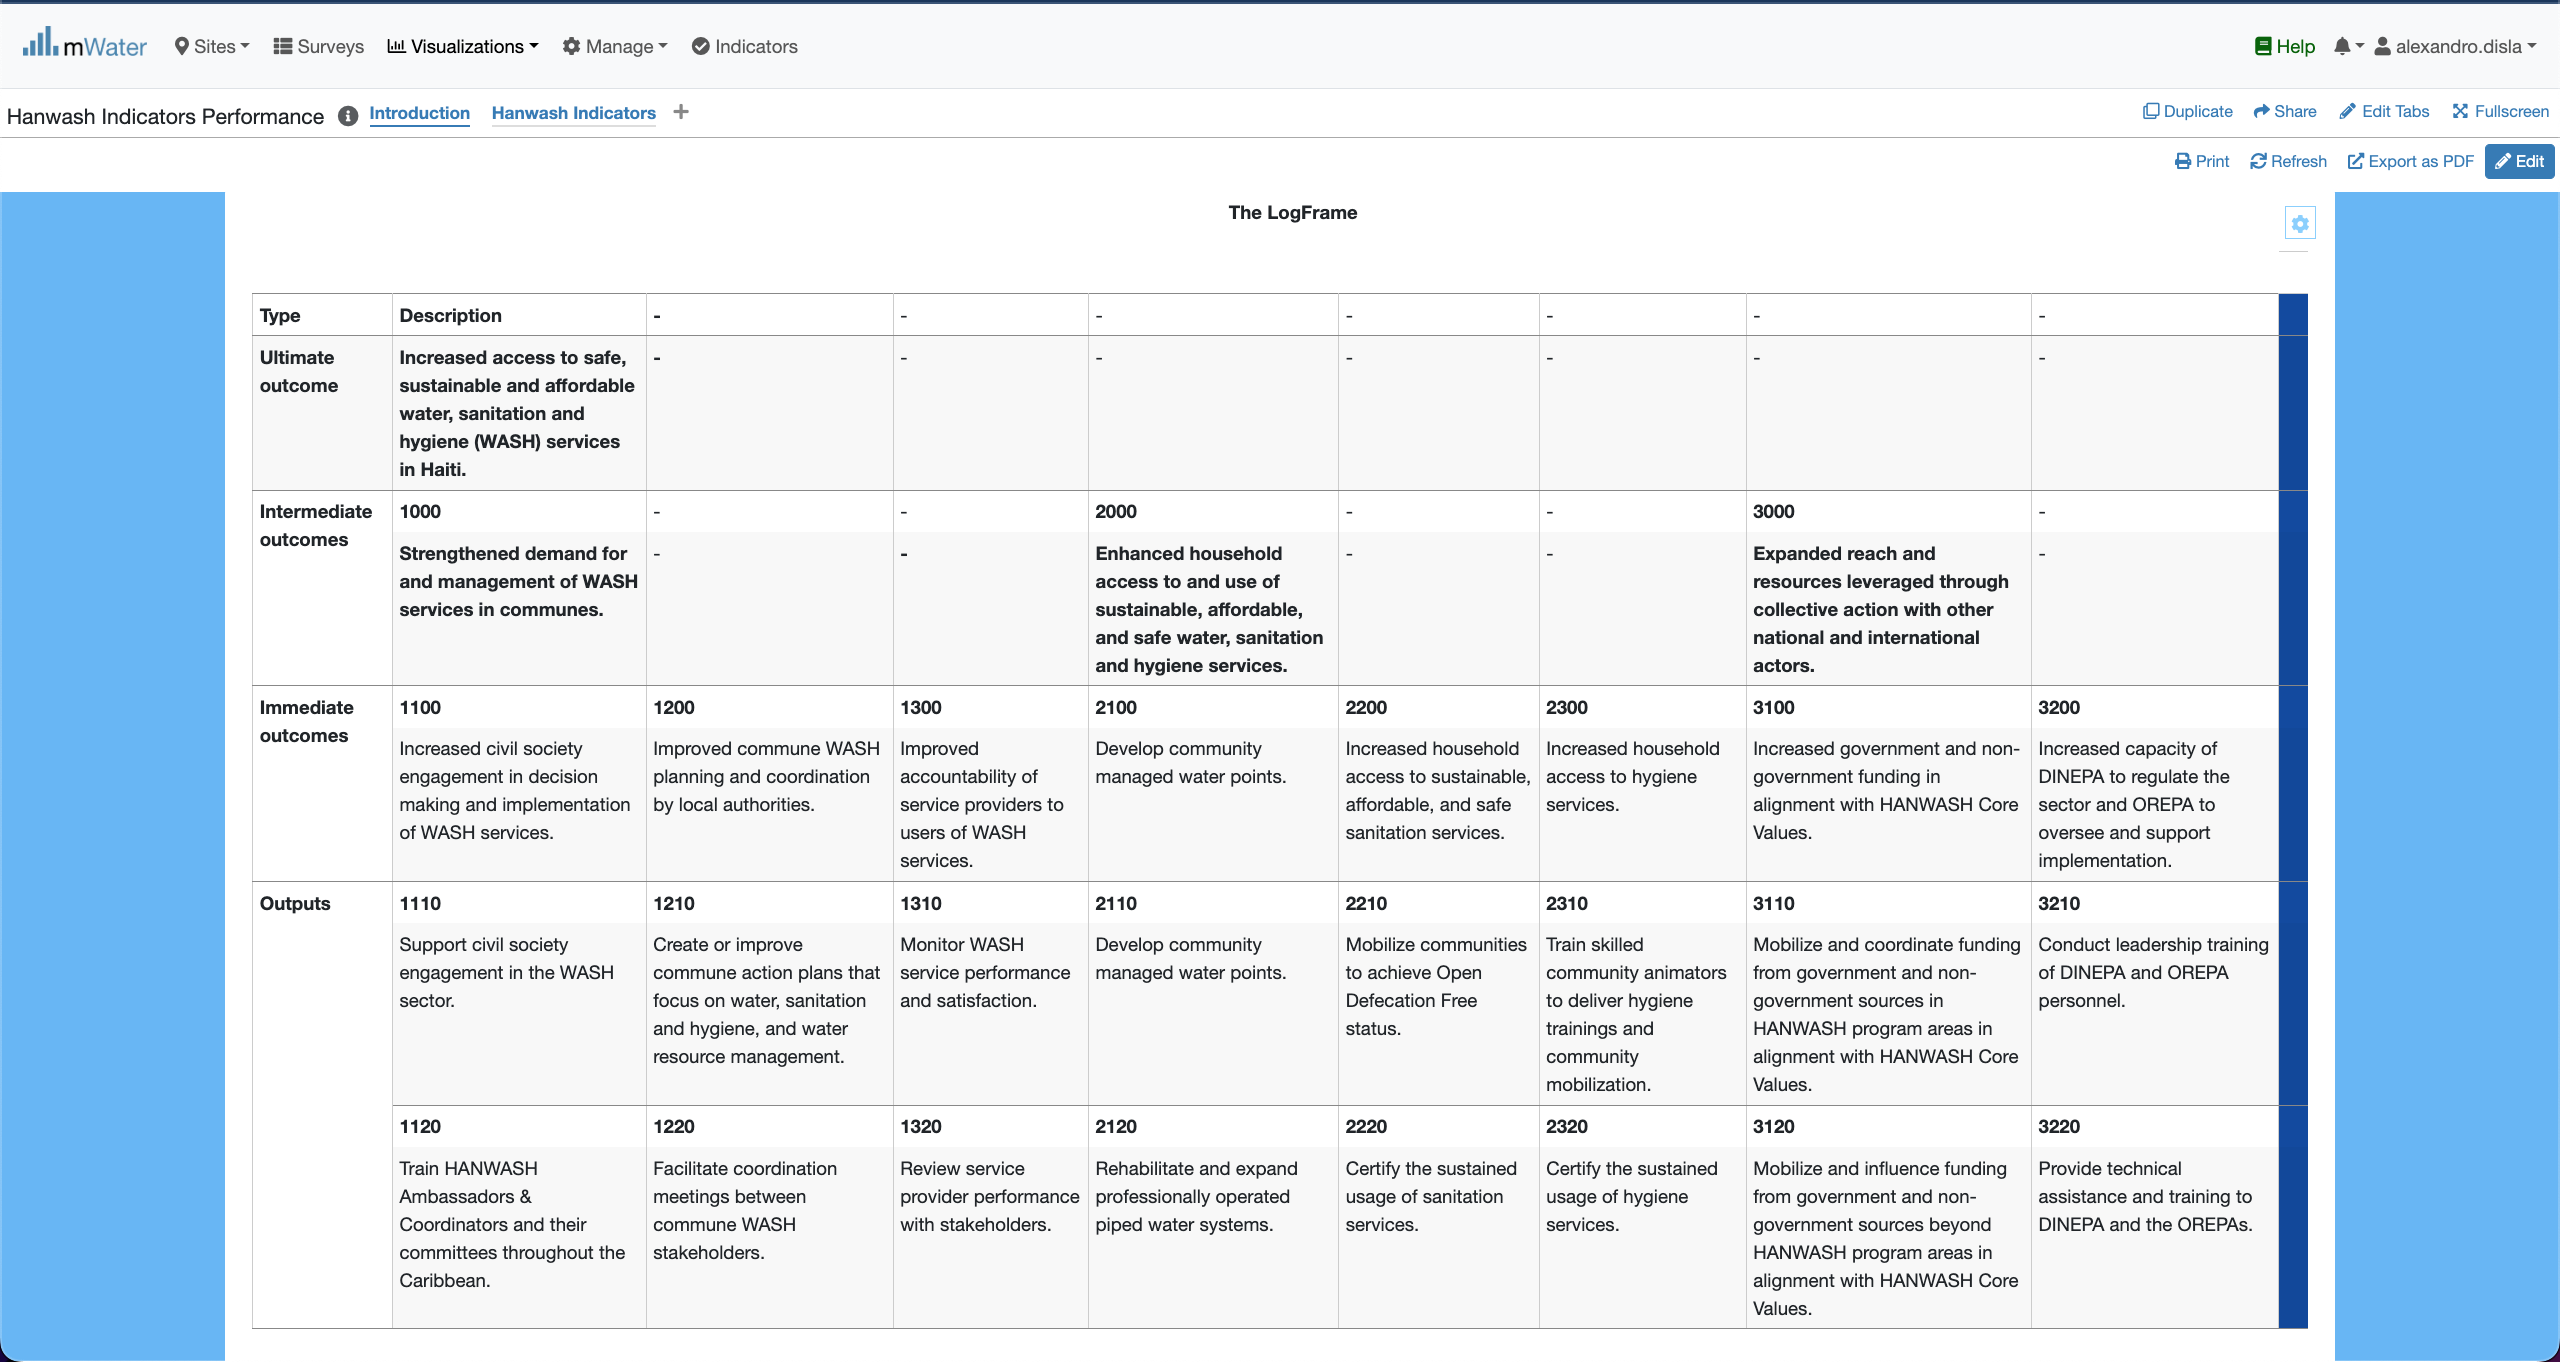 mWater Sites Surveys Visualizations Manage Indicators Help alexandro.disla
Hanwash Indicators Performance Introduction Hanwash Indicators + Duplicate Share Edit Tabs Fullscreen
Print Refresh Export as PDF Edit
The LogFrame
Type
Description
-
-
-
-
-
-
-
Ultimate
outcome
Increased access to safe,
sustainable and affordable
water, sanitation and
hygiene (WASH) services
in Haiti.
-
-
-
-
-
-
-
Intermediate
outcomes
1000
-
-
2000
-
-
3000
-
Strengthened demand for
and management of WASH
services in communes.
-
-
Enhanced household
access to and use of
sustainable, affordable,
and safe water, sanitation
and hygiene services.
-
-
Expanded reach and
resources leveraged through
collective action with other
national and international
actors.
-
Immediate
outcomes
1100
1200
1300
2100
2200
2300
3100
3200
Increased civil society
engagement in decision
making and implementation
of WASH services.
Improved commune WASH
planning and coordination
by local authorities.
Improved
accountability of
service providers to
users of WASH
services.
Develop community
managed water points.
Increased household
access to sustainable,
affordable, and safe
sanitation services.
Increased household
access to hygiene
services.
Increased government and non-
government funding in
alignment with HANWASH Core
Values.
Increased capacity of
DINEPA to regulate the
sector and OREPA to
oversee and support
implementation.
Outputs
1110
1210
1310
2110
2210
2310
3110
3210
Support civil society
engagement in the WASH
sector.
Create or improve
commune action plans that
focus on water, sanitation
and hygiene, and water
resource management.
Monitor WASH
service performance
and satisfaction.
Develop community
managed water points.
Mobilize communities
to achieve Open
Defecation Free
status.
Train skilled
community animators
to deliver hygiene
trainings and
community
mobilization.
Mobilize and coordinate funding
from government and non-
government sources in
HANWASH program areas in
alignment with HANWASH Core
Values.
Conduct leadership training
of DINEPA and OREPA
personnel.
1120
1220
1320
2120
2220
2320
3120
3220
Train HANWASH
Ambassadors &
Coordinators and their
committees throughout the
Caribbean.
Facilitate coordination
meetings between
commune WASH
stakeholders.
Review service
provider performance
with stakeholders.
Rehabilitate and expand
professionally operated
piped water systems.
Certify the sustained
usage of sanitation
services.
Certify the sustained
usage of hygiene
services.
Mobilize and influence funding
from government and non-
government sources beyond
HANWASH program areas in
alignment with HANWASH Core
Values.
Provide technical
assistance and training to
DINEPA and the OREPAs.